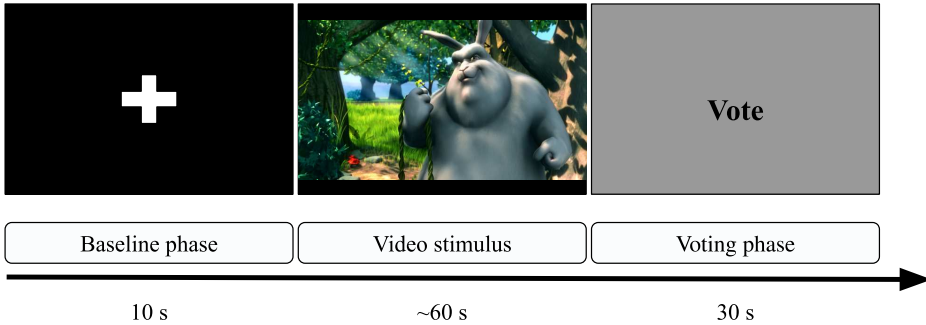 Vote
Baseline phase
Video stimulus
Voting phase
10 s
~60 s
30 s